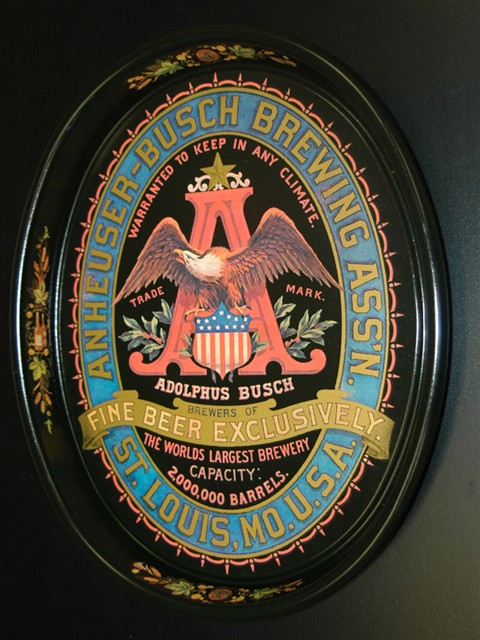 ANHEUSER-BUSCH BREWING ASS'N.
WARRANTED TO KEEP IN ANY CLIMATE.
A
TRADE MARK.
ADOLPHUS BUSCH
BREWERS OF
FINE BEER EXCLUSIVELY.
THE WORLDS LARGEST BREWERY
CAPACITY:
2,000,000 BARRELS.
ST. LOUIS, MO. U.S.A.